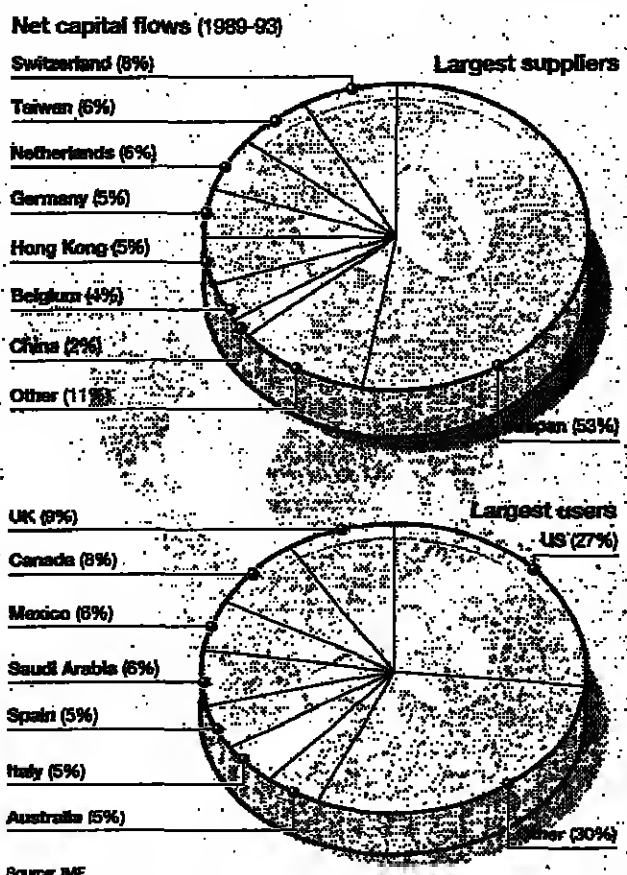 Net capital flows (1989-93)
Largest suppliers
Switzerland (8%)
Taiwan (6%)
Netherlands (6%)
Germany (5%)
Hong Kong (5%)
Belgium (4%)
China (2%)
Other (11%)
Japan (53%)
Largest users
UK (9%)
US (27%)
Canada (8%)
Mexico (6%)
Saudi Arabia (6%)
Spain (5%)
Italy (5%)
Australia (5%)
Other (30%)
Source: IMF